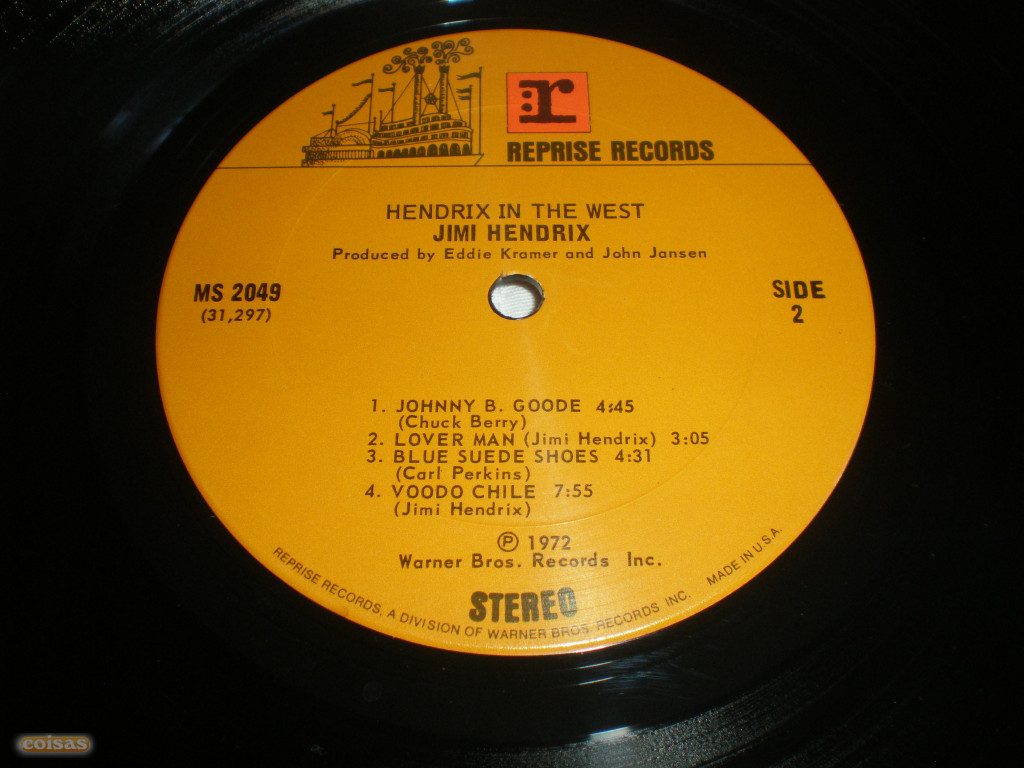 r
REPRISE RECORDS
HENDRIX IN THE WEST
JIMI HENDRIX
Produced by Eddie Kramer and John Jansen
MS 2049
(31,297)
SIDE
2
1. JOHNNY B. GOODE 4:45
(Chuck Berry)
2. LOVER MAN (Jimi Hendrix) 3:05
3. BLUE SUEDE SHOES 4:31
(Carl Perkins)
4. VOODO CHILE 7:55
(Jimi Hendrix)
Ⓟ 1972
Warner Bros. Records Inc.
STEREO
REPRISE RECORDS, A DIVISION OF WARNER BROS. RECORDS INC. MADE IN U.S.A.
coisas